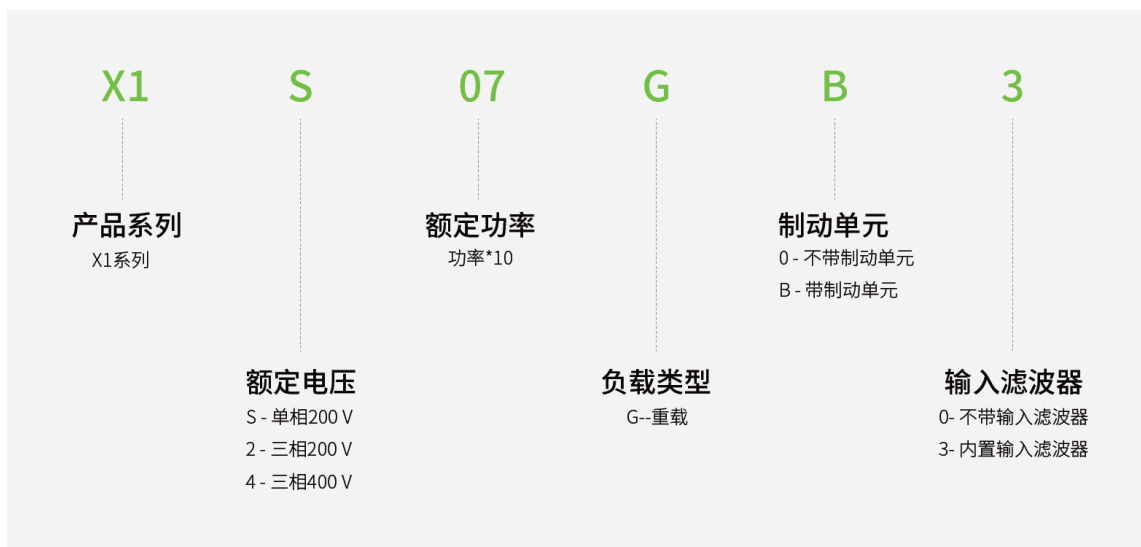 X1 S 07 G B 3
产品系列
X1系列
额定电压
S - 单相200 V
2 - 三相200 V
4 - 三相400 V
额定功率
功率*10
负载类型
G--重载
制动单元
0 - 不带制动单元
B - 带制动单元
输入滤波器
0- 不带输入滤波器
3- 内置输入滤波器